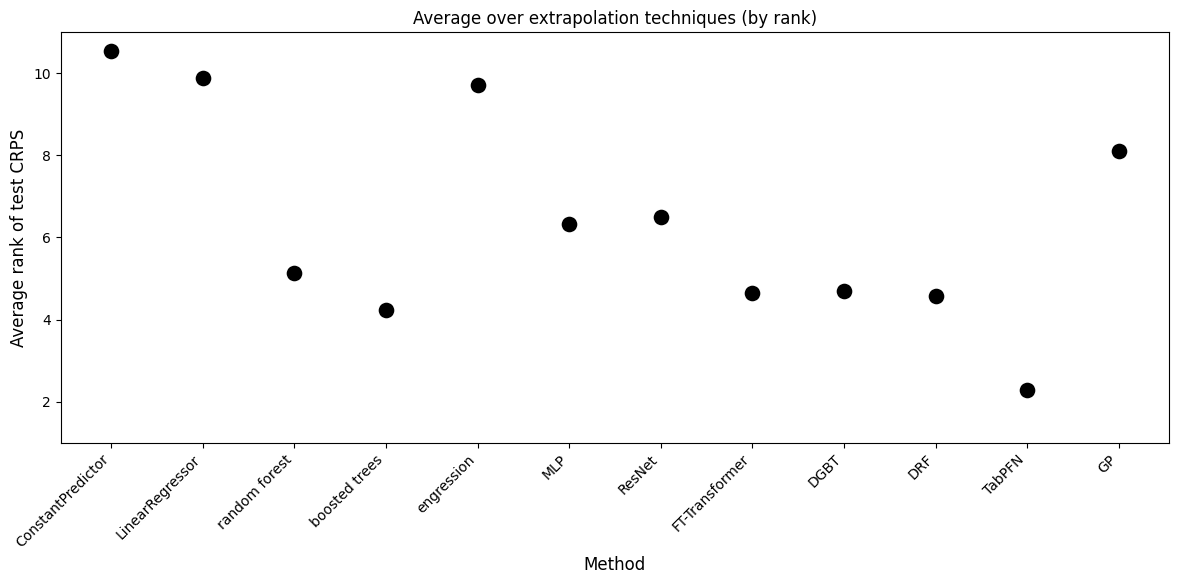 Average over extrapolation techniques (by rank)
Average rank of test CRPS
10
8
6
4
2
ConstantPredictor
LinearRegressor
random forest
boosted trees
engression
MLP
ResNet
FT-Transformer
DGBT
DRF
TabPFN
GP
Method